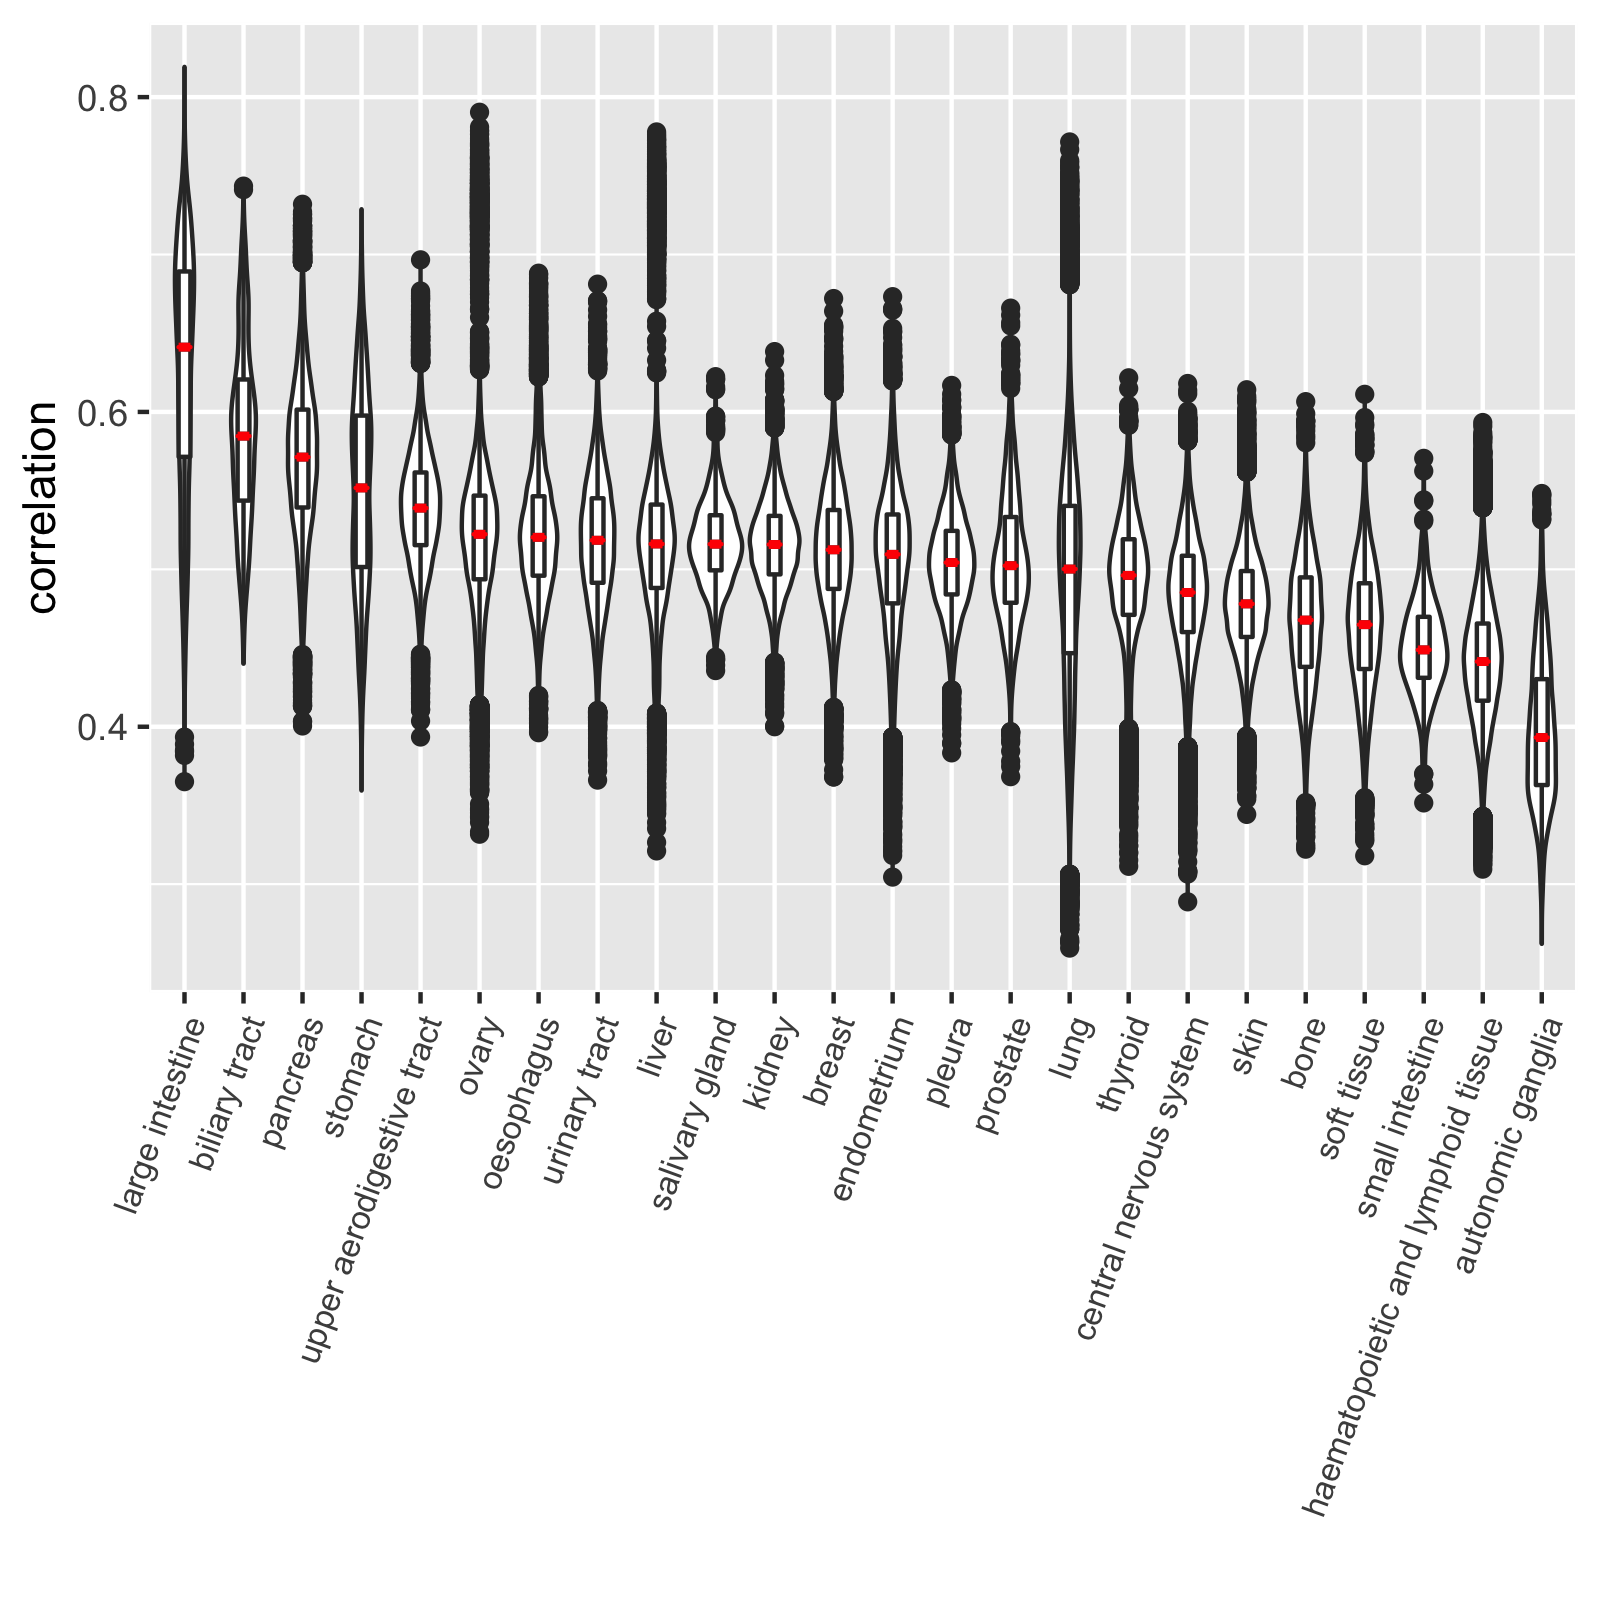 correlation
0.8
0.6
0.4
large intestine
biliary tract
pancreas
stomach
upper aerodigestive tract
ovary
oesophagus
urinary tract
liver
salivary gland
kidney
breast
endometrium
pleura
prostate
lung
thyroid
central nervous system
skin
bone
soft tissue
small intestine
haematopoietic and lymphoid tissue
autonomic ganglia